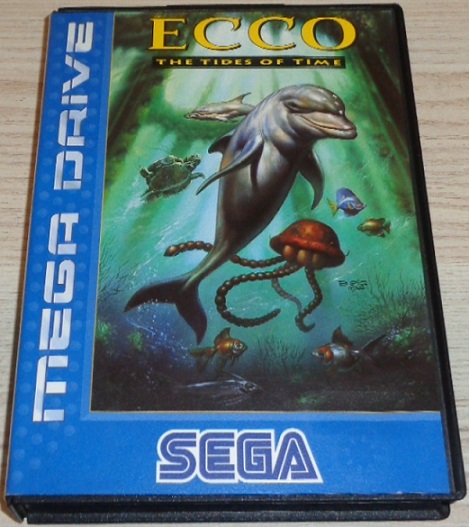 ECCO
THE TIDES OF TIME
MEGA DRIVE
SEGA